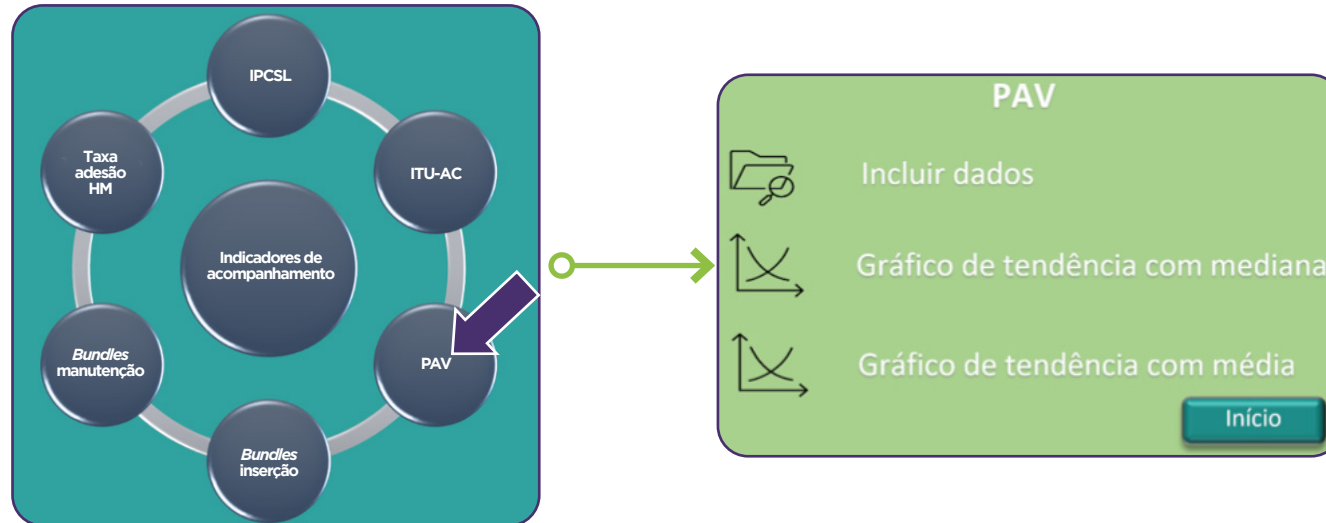 IPCSL
Taxa
adesão
HM
ITU-AC
Indicadores de
acompanhamento
Bundles
manutenção
PAV
Bundles
inserção
PAV
Incluir dados
Gráfico de tendência com mediana
Gráfico de tendência com média
Início